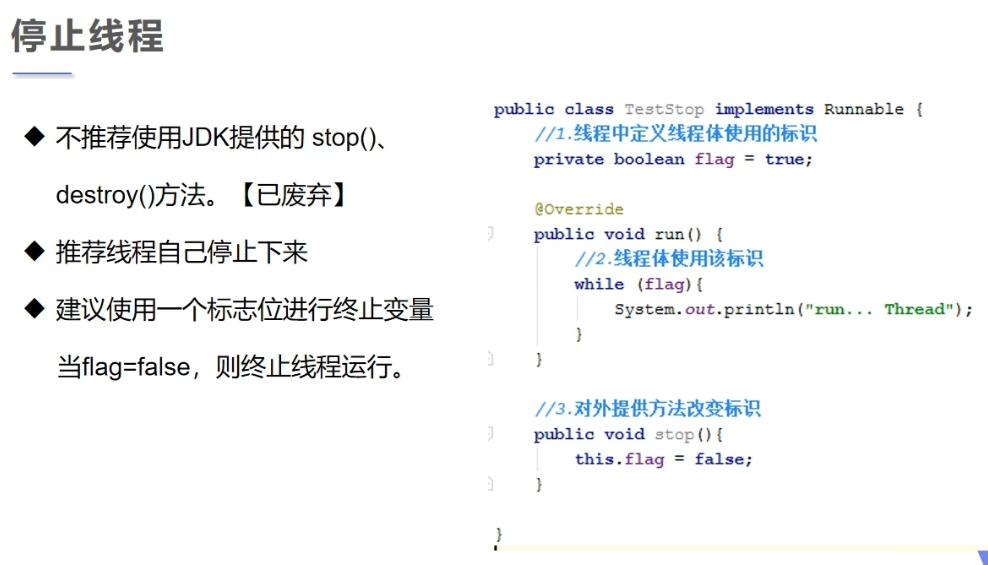 停止线程
◆ 不推荐使用JDK提供的 stop()、
destroy()方法。【已废弃】
◆ 推荐线程自己停止下来
◆ 建议使用一个标志位进行终止变量
当flag=false，则终止线程运行。
public class TestStop implements Runnable {
//1.线程中定义线程体使用的标识
private boolean flag = true;
@Override
public void run() {
//2.线程体使用该标识
while (flag){
System.out.println("run... Thread");
}
}
//3.对外提供方法改变标识
public void stop(){
this.flag = false;
}
}